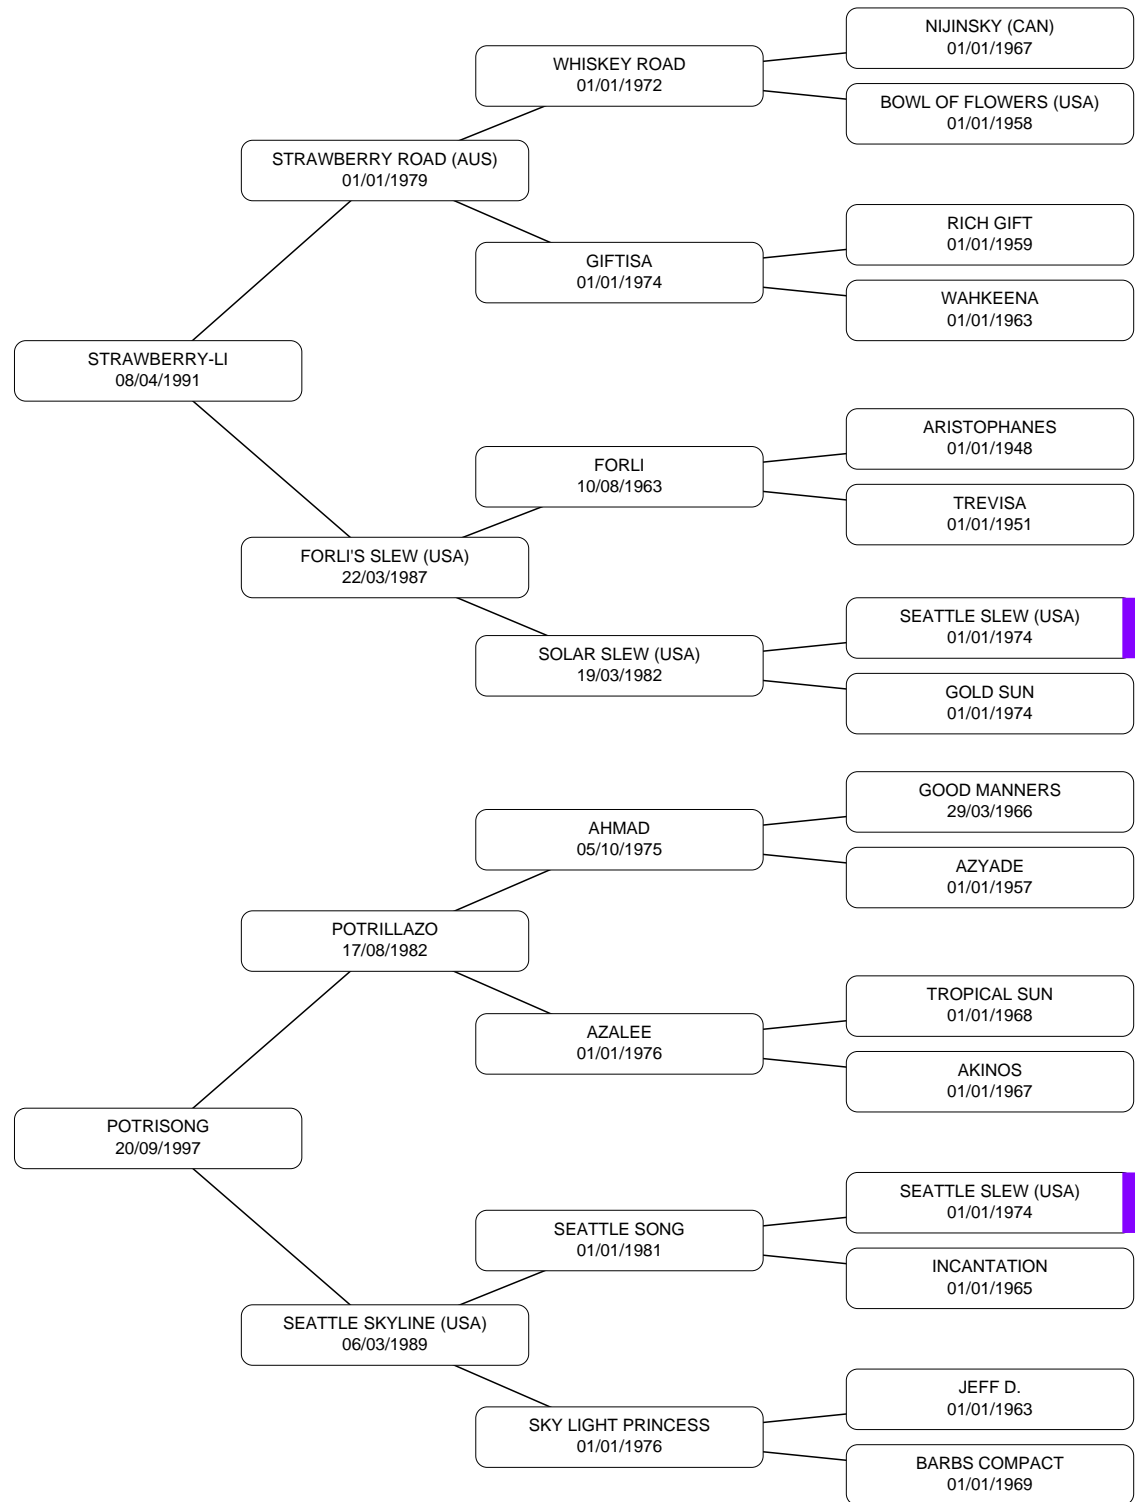 NIJINSKY (CAN)
01/01/1967
WHISKEY ROAD
01/01/1972
BOWL OF FLOWERS (USA)
01/01/1958
STRAWBERRY ROAD (AUS)
01/01/1979
RICH GIFT
01/01/1959
GIFTISA
01/01/1974
WAHKEENA
01/01/1963
STRAWBERRY-LI
08/04/1991
ARISTOPHANES
01/01/1948
FORLI
10/08/1963
TREVISA
01/01/1951
FORLI'S SLEW (USA)
22/03/1987
SEATTLE SLEW (USA)
01/01/1974
SOLAR SLEW (USA)
19/03/1982
GOLD SUN
01/01/1974
GOOD MANNERS
29/03/1966
AHMAD
05/10/1975
AZYADE
01/01/1957
POTRILLAZO
17/08/1982
TROPICAL SUN
01/01/1968
AZALEE
01/01/1976
AKINOS
01/01/1967
POTRISONG
20/09/1997
SEATTLE SLEW (USA)
01/01/1974
SEATTLE SONG
01/01/1981
INCANTATION
01/01/1965
SEATTLE SKYLINE (USA)
06/03/1989
JEFF D.
01/01/1963
SKY LIGHT PRINCESS
01/01/1976
BARBS COMPACT
01/01/1969